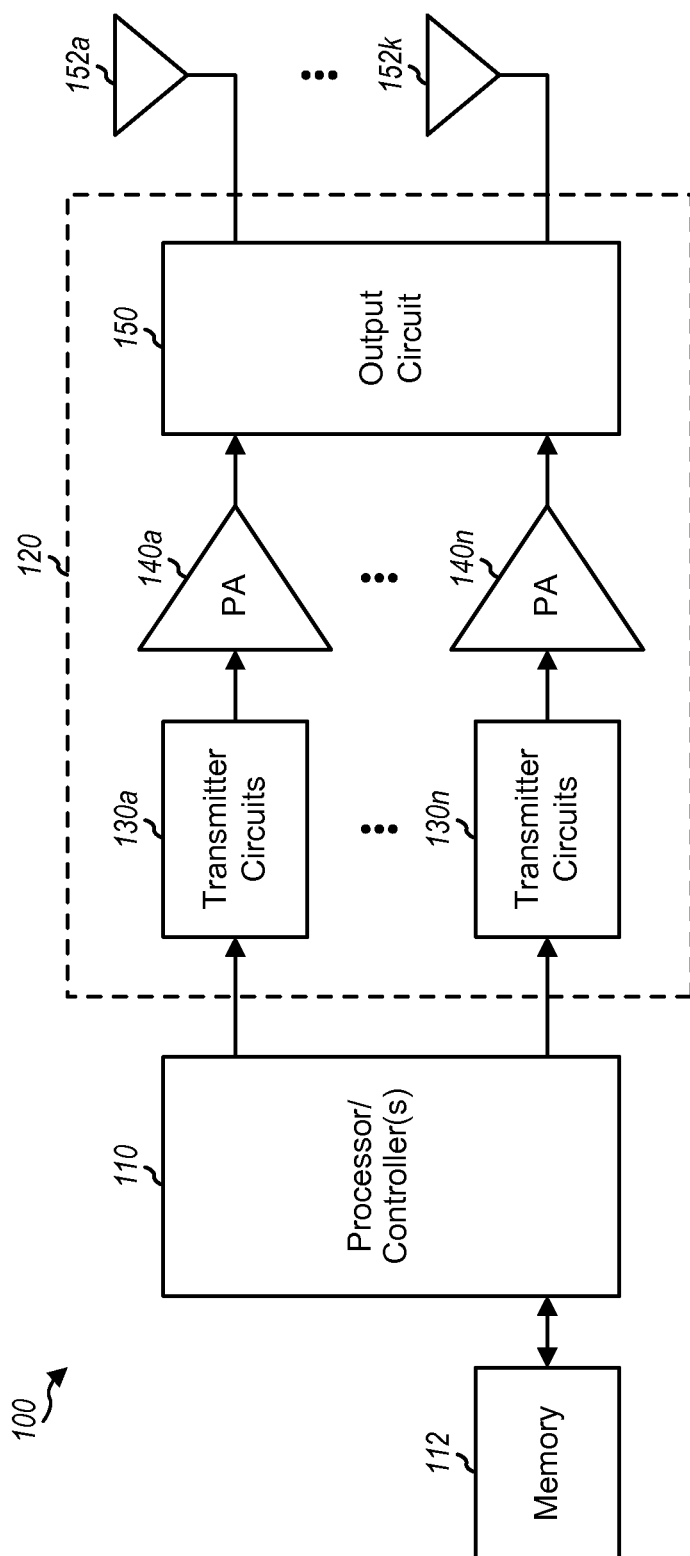 100
120
152a
152k
110
130a
140a
150
Processor/
Controller(s)
Transmitter
Circuits
PA
Output
Circuit
112
Memory
130n
140n
Transmitter
Circuits
PA